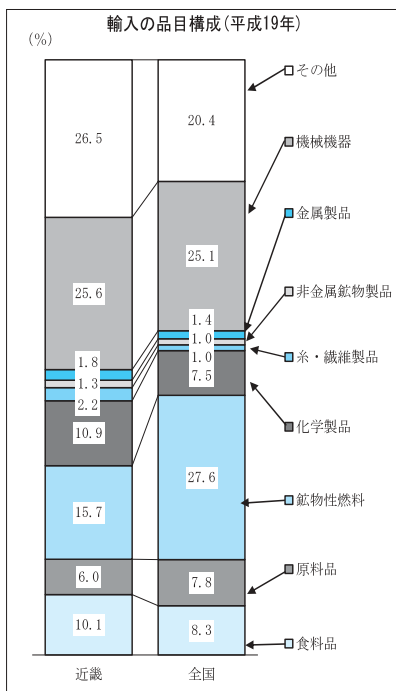 輸入の品目構成(平成19年)
(%)
26.5
25.6
1.8
1.3
2.2
10.9
15.7
6.0
10.1
近畿
20.4
25.1
1.4
1.0
1.0
7.5
27.6
7.8
8.3
全国
その他
機械機器
金属製品
非金属鉱物製品
糸・繊維製品
化学製品
鉱物性燃料
原料品
食料品